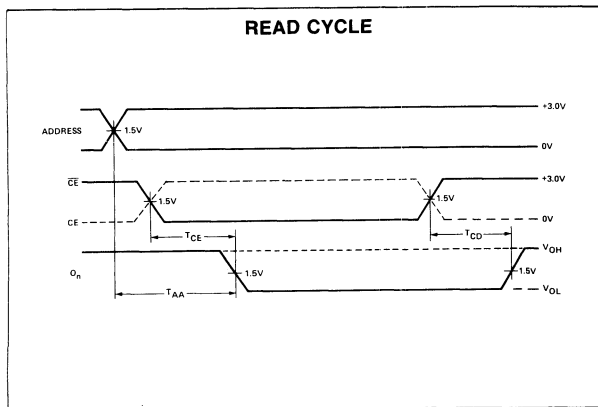 READ CYCLE
+3.0V
ADDRESS
1.5V
0V
C̅E̅
+3.0V
1.5V
1.5V
CE
0V
TCE
TCD
VOH
On
1.5V
1.5V
TAA
VOL